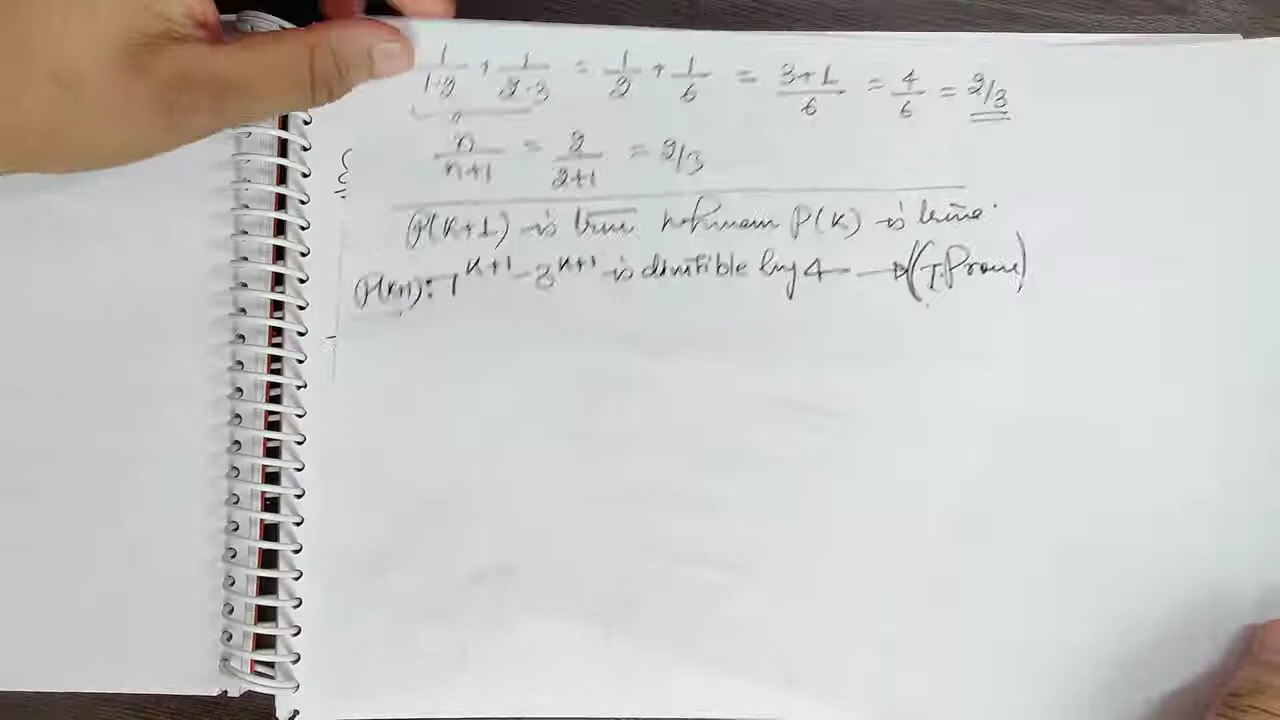 1/1·2 + 1/2·3 = 1/2 + 1/6 = 3+1/6 = 4/6 = 2/3
n/n+1 = 2/2+1 = 2/3
P(k+1) is true whenever P(k) is true.
P(k+1): 7^k+1 - 3^k+1 is divisible by 4 → (T. Prove)